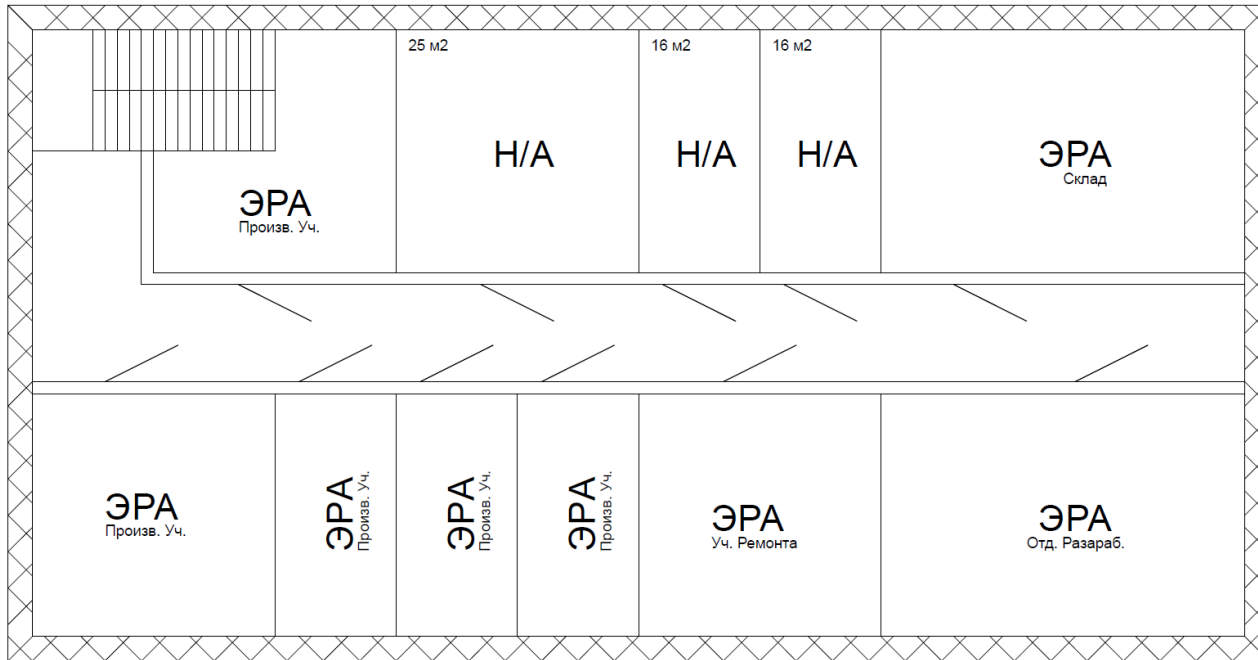 25 м2
16 м2
16 м2
Н/А
Н/А
Н/А
ЭРА
Склад
ЭРА
Произв. Уч.
ЭРА
Произв. Уч.
ЭРА
Произв. Уч.
ЭРА
Произв. Уч.
ЭРА
Произв. Уч.
ЭРА
Уч. Ремонта
ЭРА
Отд. Разараб.